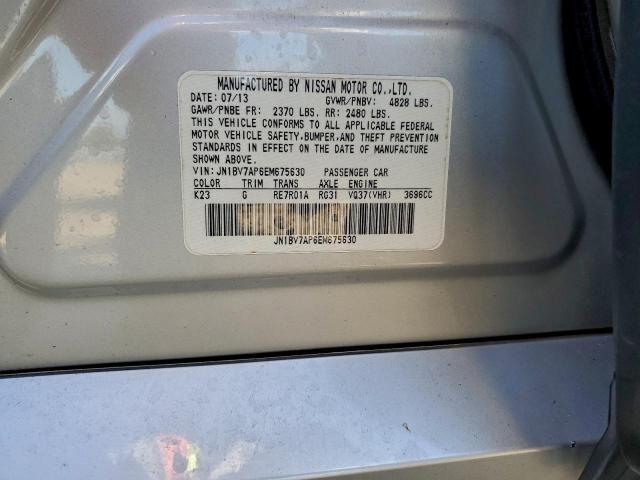 MANUFACTURED BY NISSAN MOTOR CO.,LTD.
DATE: 07/13 GVWR/PNBV: 4828 LBS.
GAWR/PNBE FR: 2370 LBS. RR: 2480 LBS.
THIS VEHICLE CONFORMS TO ALL APPLICABLE FEDERAL
MOTOR VEHICLE SAFETY,BUMPER,AND THEFT PREVENTION
STANDARDS IN EFFECT ON THE DATE OF MANUFACTURE
SHOWN ABOVE.
VIN: JN1BV7AP6EM675630 PASSENGER CAR
COLOR TRIM TRANS AXLE ENGINE
K23 G RE7R01A RG31 VQ37(VHR) 3696CC
JN1BV7AP6EM675630